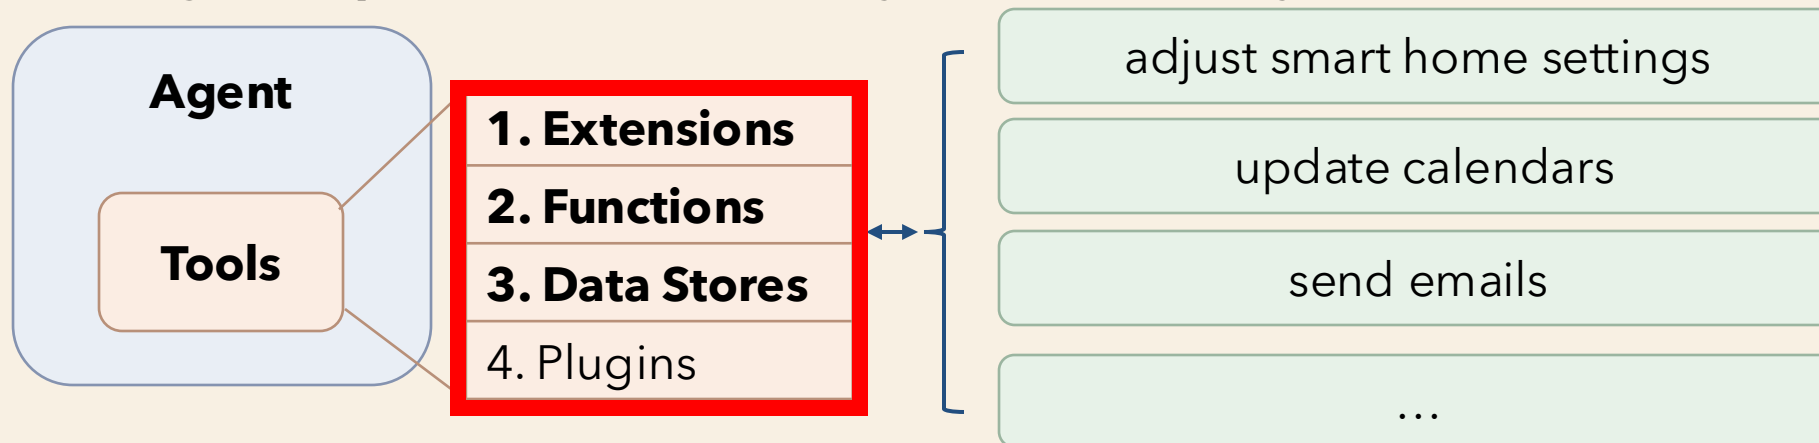 Agent
Tools
1. Extensions
2. Functions
3. Data Stores
4. Plugins
adjust smart home settings
update calendars
send emails
...